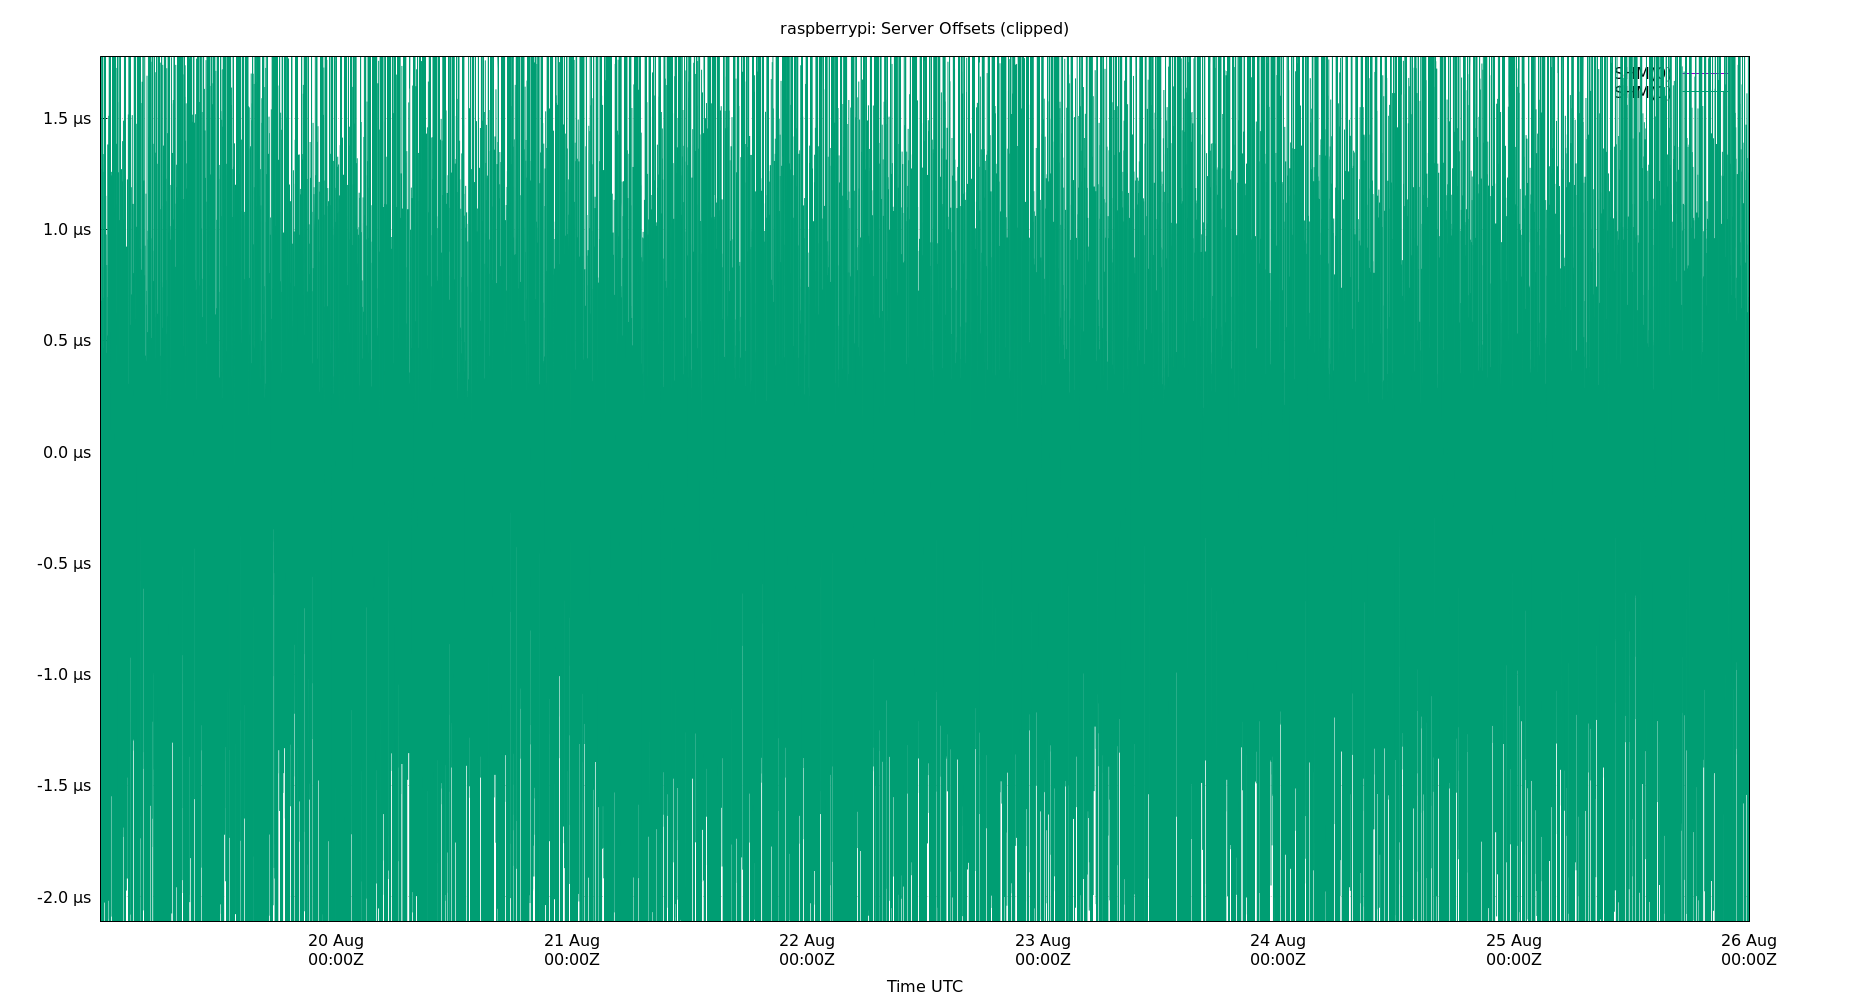 raspberrypi: Server Offsets (clipped)
1.5 µs
1.0 µs
0.5 µs
0.0 µs
-0.5 µs
-1.0 µs
-1.5 µs
-2.0 µs
20 Aug
00:00Z
21 Aug
00:00Z
22 Aug
00:00Z
23 Aug
00:00Z
24 Aug
00:00Z
25 Aug
00:00Z
26 Aug
00:00Z
Time UTC